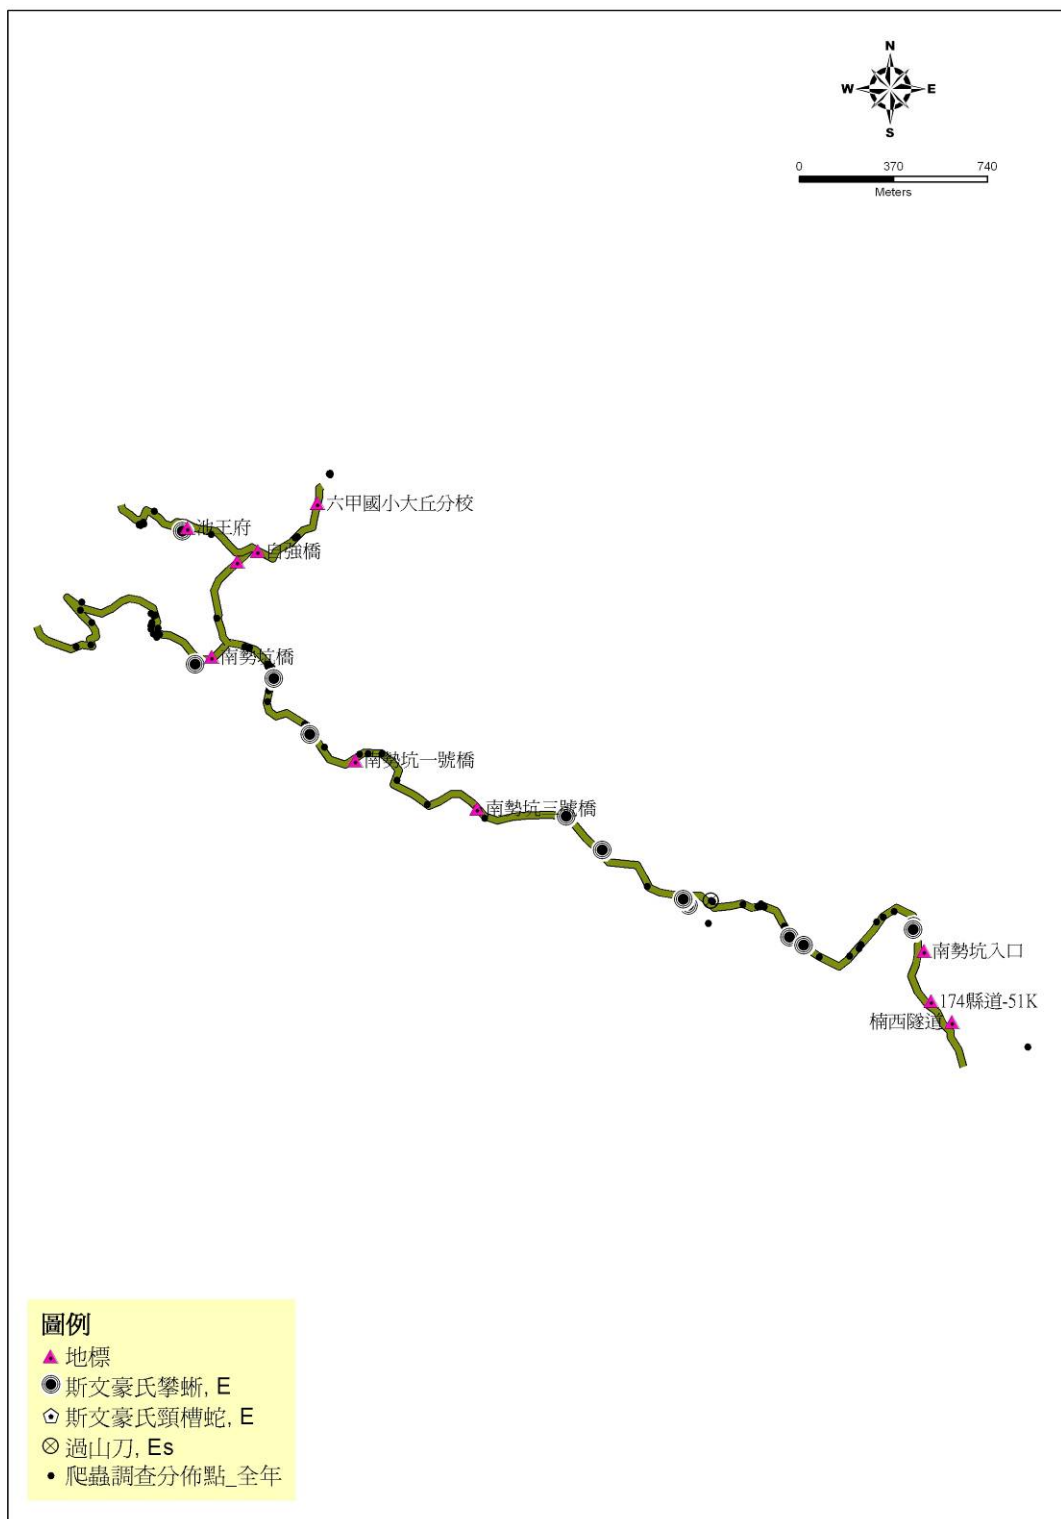 N
W
E
S
0 370 740
Meters
六甲國小大丘分校
池王府
自強橋
南勢坑橋
南勢坑一號橋
南勢坑三號橋
南勢坑入口
174縣道-51K
楠西隧道
圖例
地標
斯文豪氏攀蜥, E
斯文豪氏頸槽蛇, E
過山刀, Es
爬蟲調查分佈點_全年